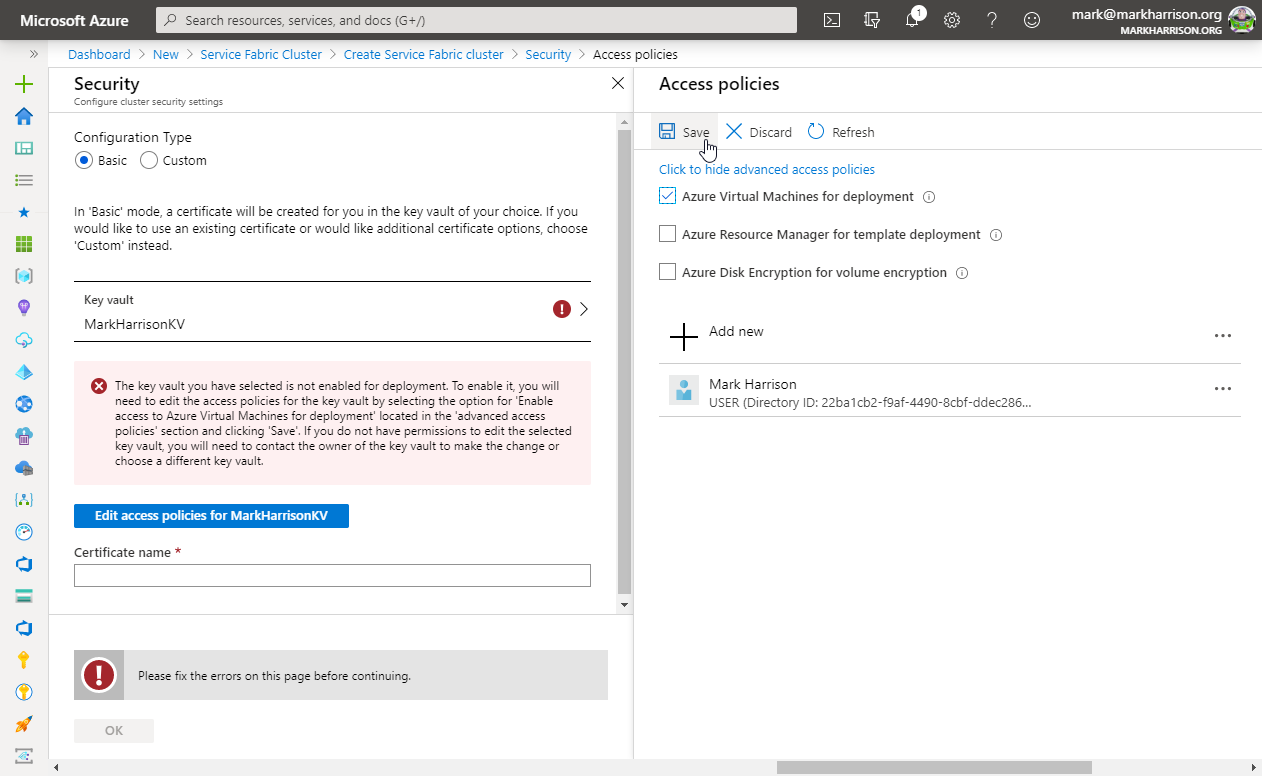 Microsoft Azure
Search resources, services, and docs (G+/)
1
mark@markharrison.org
MARKHARRISON.ORG
Dashboard > New > Service Fabric Cluster > Create Service Fabric cluster > Security > Access policies
Security
Configure cluster security settings
Configuration Type
Basic Custom
In 'Basic' mode, a certificate will be created for you in the key vault of your choice. If you
would like to use an existing certificate or would like additional certificate options, choose
'Custom' instead.
Key vault
MarkHarrisonKV
The key vault you have selected is not enabled for deployment. To enable it, you will
need to edit the access policies for the key vault by selecting the option for 'Enable
access to Azure Virtual Machines for deployment' located in the 'advanced access
policies' section and clicking 'Save'. If you do not have permissions to edit the selected
key vault, you will need to contact the owner of the key vault to make the change or
choose a different key vault.
Edit access policies for MarkHarrisonKV
Certificate name *
Please fix the errors on this page before continuing.
OK
Access policies
Save Discard Refresh
Click to hide advanced access policies
Azure Virtual Machines for deployment
Azure Resource Manager for template deployment
Azure Disk Encryption for volume encryption
Add new
Mark Harrison
USER (Directory ID: 22ba1cb2-f9af-4490-8cbf-ddec286...